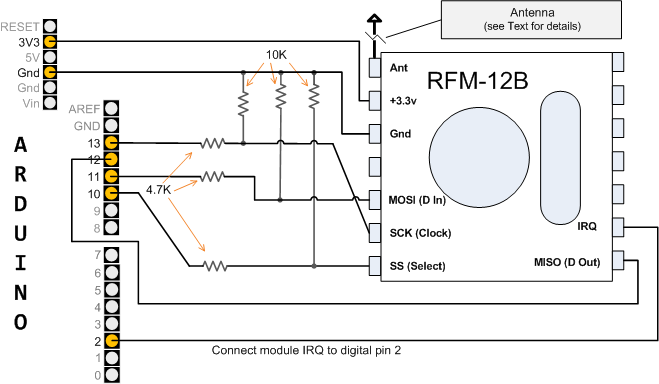 Antenna
(see Text for details)
RESET
3V3
5V
Gnd
Gnd
Vin
10K
Ant
RFM-12B
+3.3v
Gnd
AREF
GND
13
12
11
10
9
8
4.7K
MOSI (D In)
SCK (Clock)
SS (Select)
IRQ
MISO (D Out)
ARDUINO
7
6
5
4
3
2
1
0
Connect module IRQ to digital pin 2